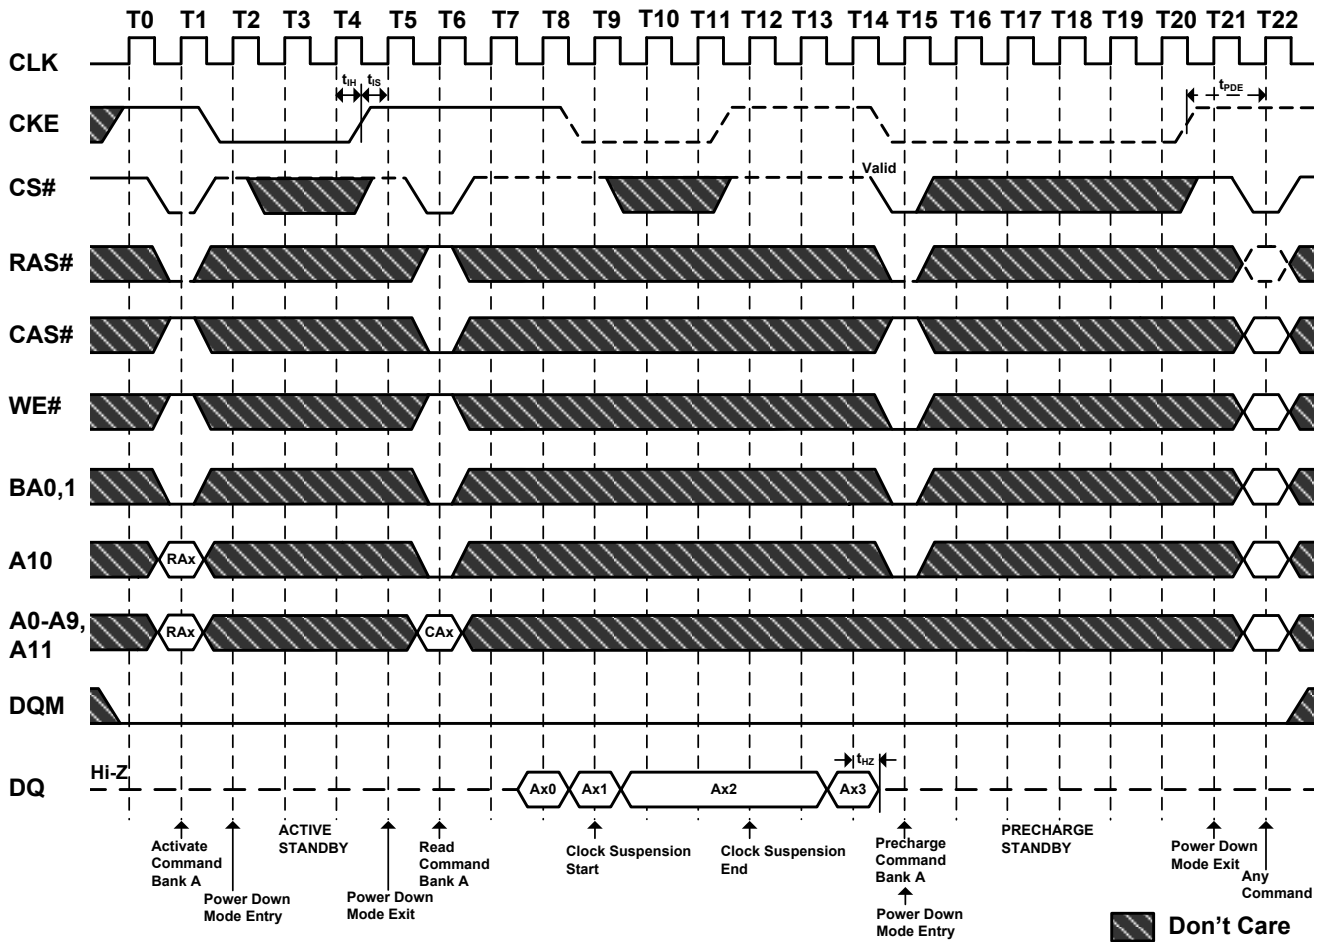 T0 T1 T2 T3 T4 T5 T6 T7 T8 T9 T10 T11 T12 T13 T14 T15 T16 T17 T18 T19 T20 T21 T22
CLK
tIH tIS
tPDE
CKE
CS#
Valid
RAS#
CAS#
WE#
BA0,1
A10
RAx
A0-A9,
A11
RAx
CAx
DQM
Hi-Z
tHZ
DQ
Ax0 Ax1 Ax2 Ax3
Activate
Command
Bank A
Power Down
Mode Entry
ACTIVE
STANDBY
Power Down
Mode Exit
Read
Command
Bank A
Clock Suspension
Start
Clock Suspension
End
Precharge
Command
Bank A
Power Down
Mode Entry
PRECHARGE
STANDBY
Power Down
Mode Exit
Any
Command
Don't Care